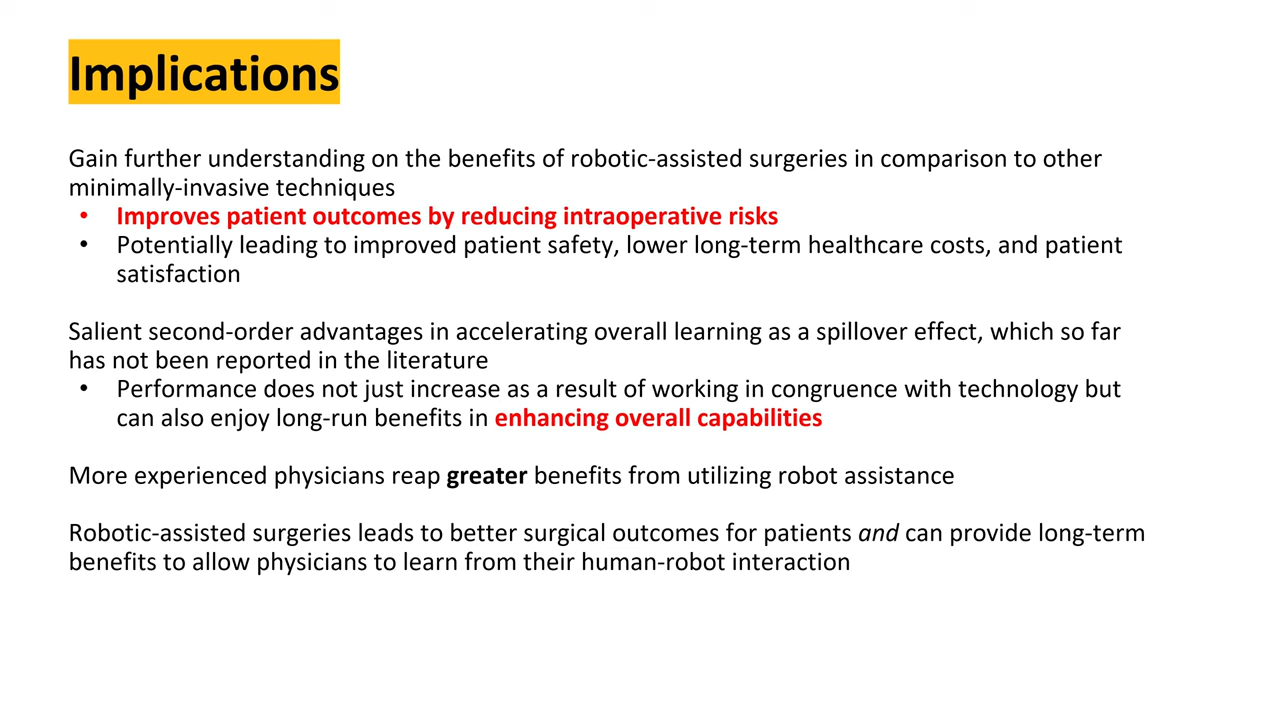 Implications
Gain further understanding on the benefits of robotic-assisted surgeries in comparison to other
minimally-invasive techniques
• Improves patient outcomes by reducing intraoperative risks
• Potentially leading to improved patient safety, lower long-term healthcare costs, and patient
satisfaction
Salient second-order advantages in accelerating overall learning as a spillover effect, which so far
has not been reported in the literature
• Performance does not just increase as a result of working in congruence with technology but
can also enjoy long-run benefits in enhancing overall capabilities
More experienced physicians reap greater benefits from utilizing robot assistance
Robotic-assisted surgeries leads to better surgical outcomes for patients and can provide long-term
benefits to allow physicians to learn from their human-robot interaction